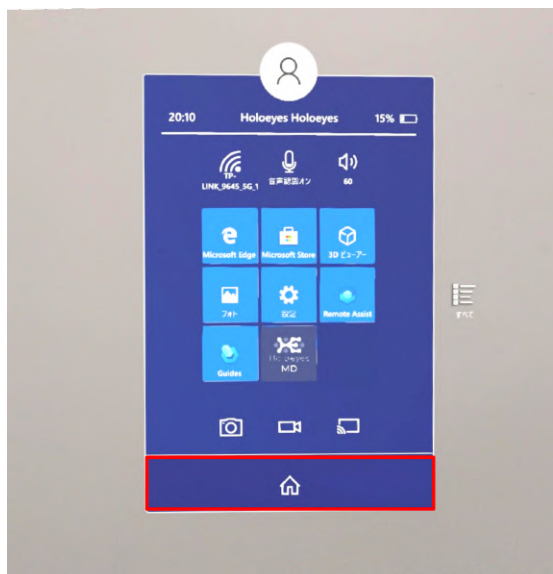 20:10 Holoeyes Holoeyes 15%
TP-
LINK_9645_5G_1
音声認識オン
60
Microsoft Edge Microsoft Store 3D ビューアー
フォト 設定 Remote Assist
すべて
Guides
Holoeyes
MD